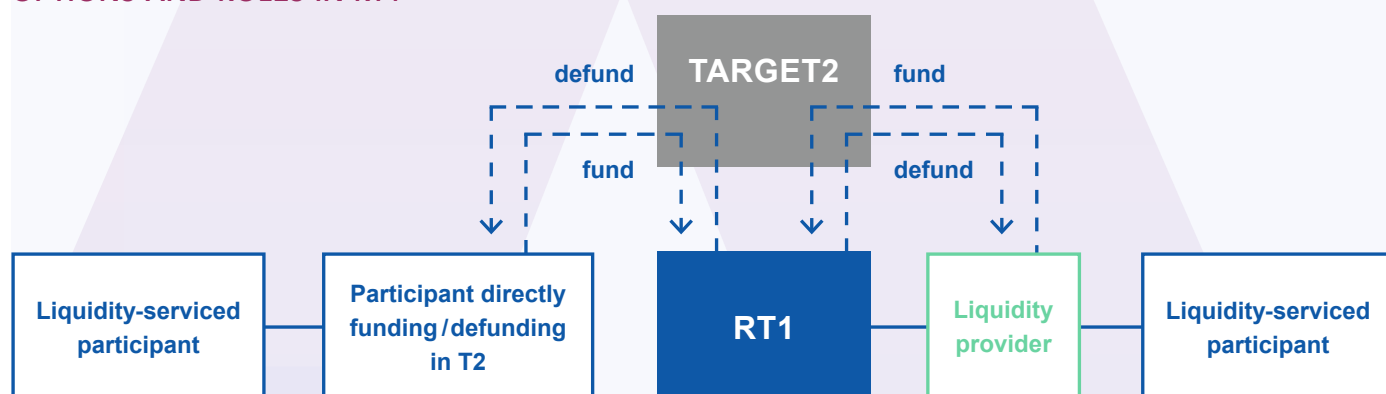 TARGET2
defund
fund
fund
defund
Liquidity-serviced
participant
Participant directly
funding/defunding
in T2
RT1
Liquidity
provider
Liquidity-serviced
participant